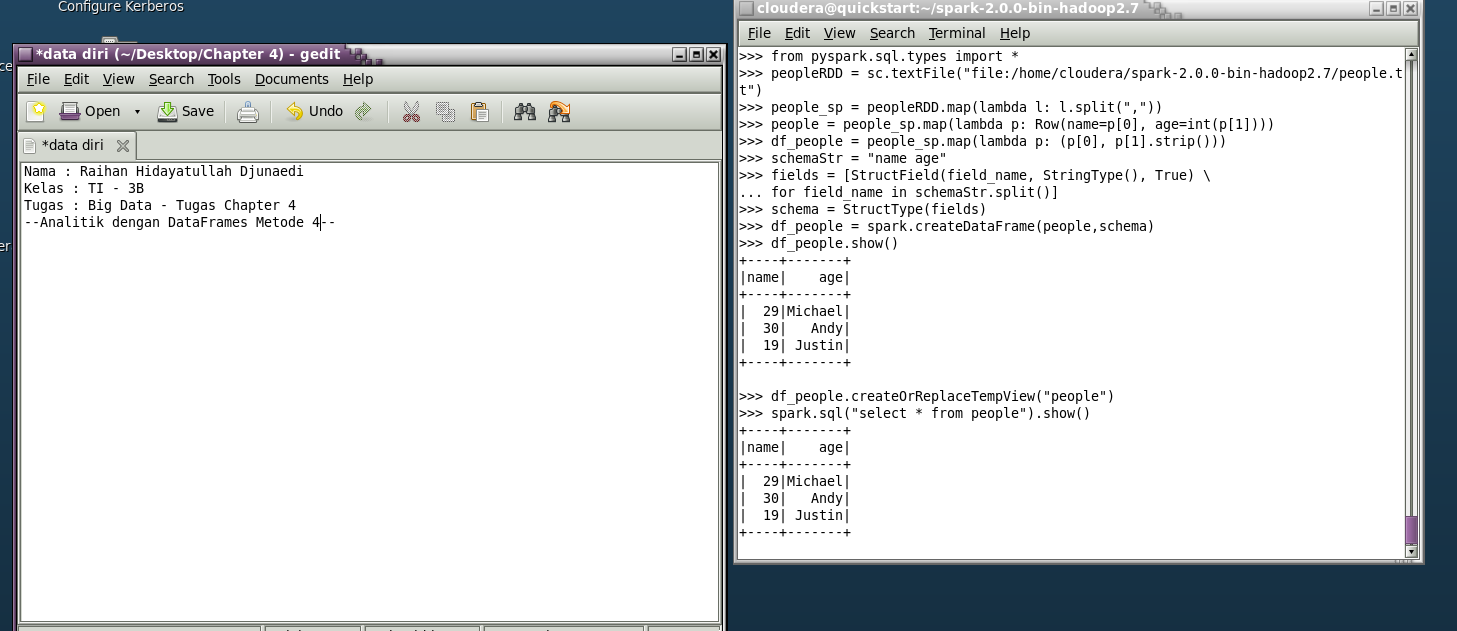 Configure Kerberos
*data diri (~/Desktop/Chapter 4) - gedit
File Edit View Search Tools Documents Help
Open Save Undo
*data diri
Nama : Raihan Hidayatullah Djunaedi
Kelas : TI - 3B
Tugas : Big Data - Tugas Chapter 4
--Analitik dengan DataFrames Metode 4--
cloudera@quickstart:~/spark-2.0.0-bin-hadoop2.7
File Edit View Search Terminal Help
>>> from pyspark.sql.types import *
>>> peopleRDD = sc.textFile("file:/home/cloudera/spark-2.0.0-bin-hadoop2.7/people.t
t")
>>> people_sp = peopleRDD.map(lambda l: l.split(","))
>>> people = people_sp.map(lambda p: Row(name=p[0], age=int(p[1])))
>>> df_people = people_sp.map(lambda p: (p[0], p[1].strip()))
>>> schemaStr = "name age"
>>> fields = [StructField(field_name, StringType(), True) \
... for field_name in schemaStr.split()]
>>> schema = StructType(fields)
>>> df_people = spark.createDataFrame(people,schema)
>>> df_people.show()
+----+-------+
|name|    age|
+----+-------+
|  29|Michael|
|  30|   Andy|
|  19| Justin|
+----+-------+
>>> df_people.createOrReplaceTempView("people")
>>> spark.sql("select * from people").show()
+----+-------+
|name|    age|
+----+-------+
|  29|Michael|
|  30|   Andy|
|  19| Justin|
+----+-------+